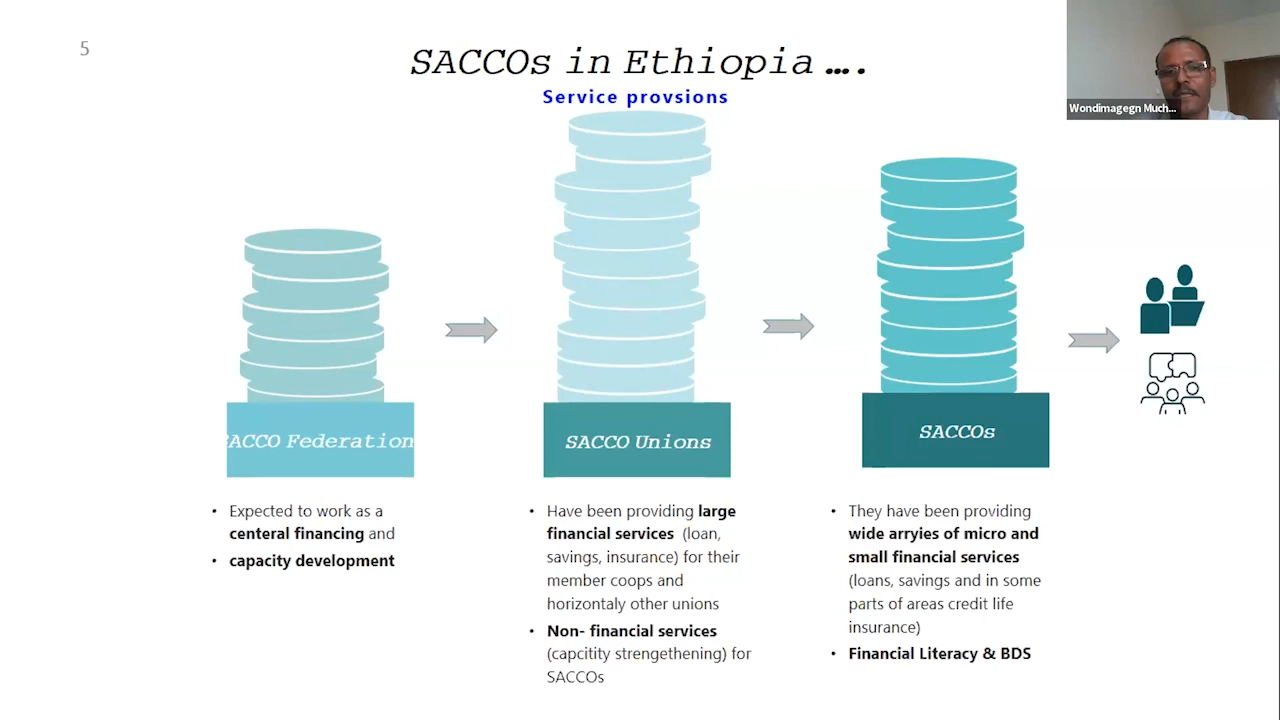 5
SACCOs in Ethiopia ....
Service provsions
Wondimagegn Much...
ACCO Federation
SACCO Unions
SACCOs
• Expected to work as a
centeral financing and
• capacity development
• Have been providing large
financial services (loan,
savings, insurance) for their
member coops and
horizontaly other unions
• Non- financial services
(capcitity strengethening) for
SACCOs
• They have been providing
wide arryies of micro and
small financial services
(loans, savings and in some
parts of areas credit life
insurance)
• Financial Literacy & BDS